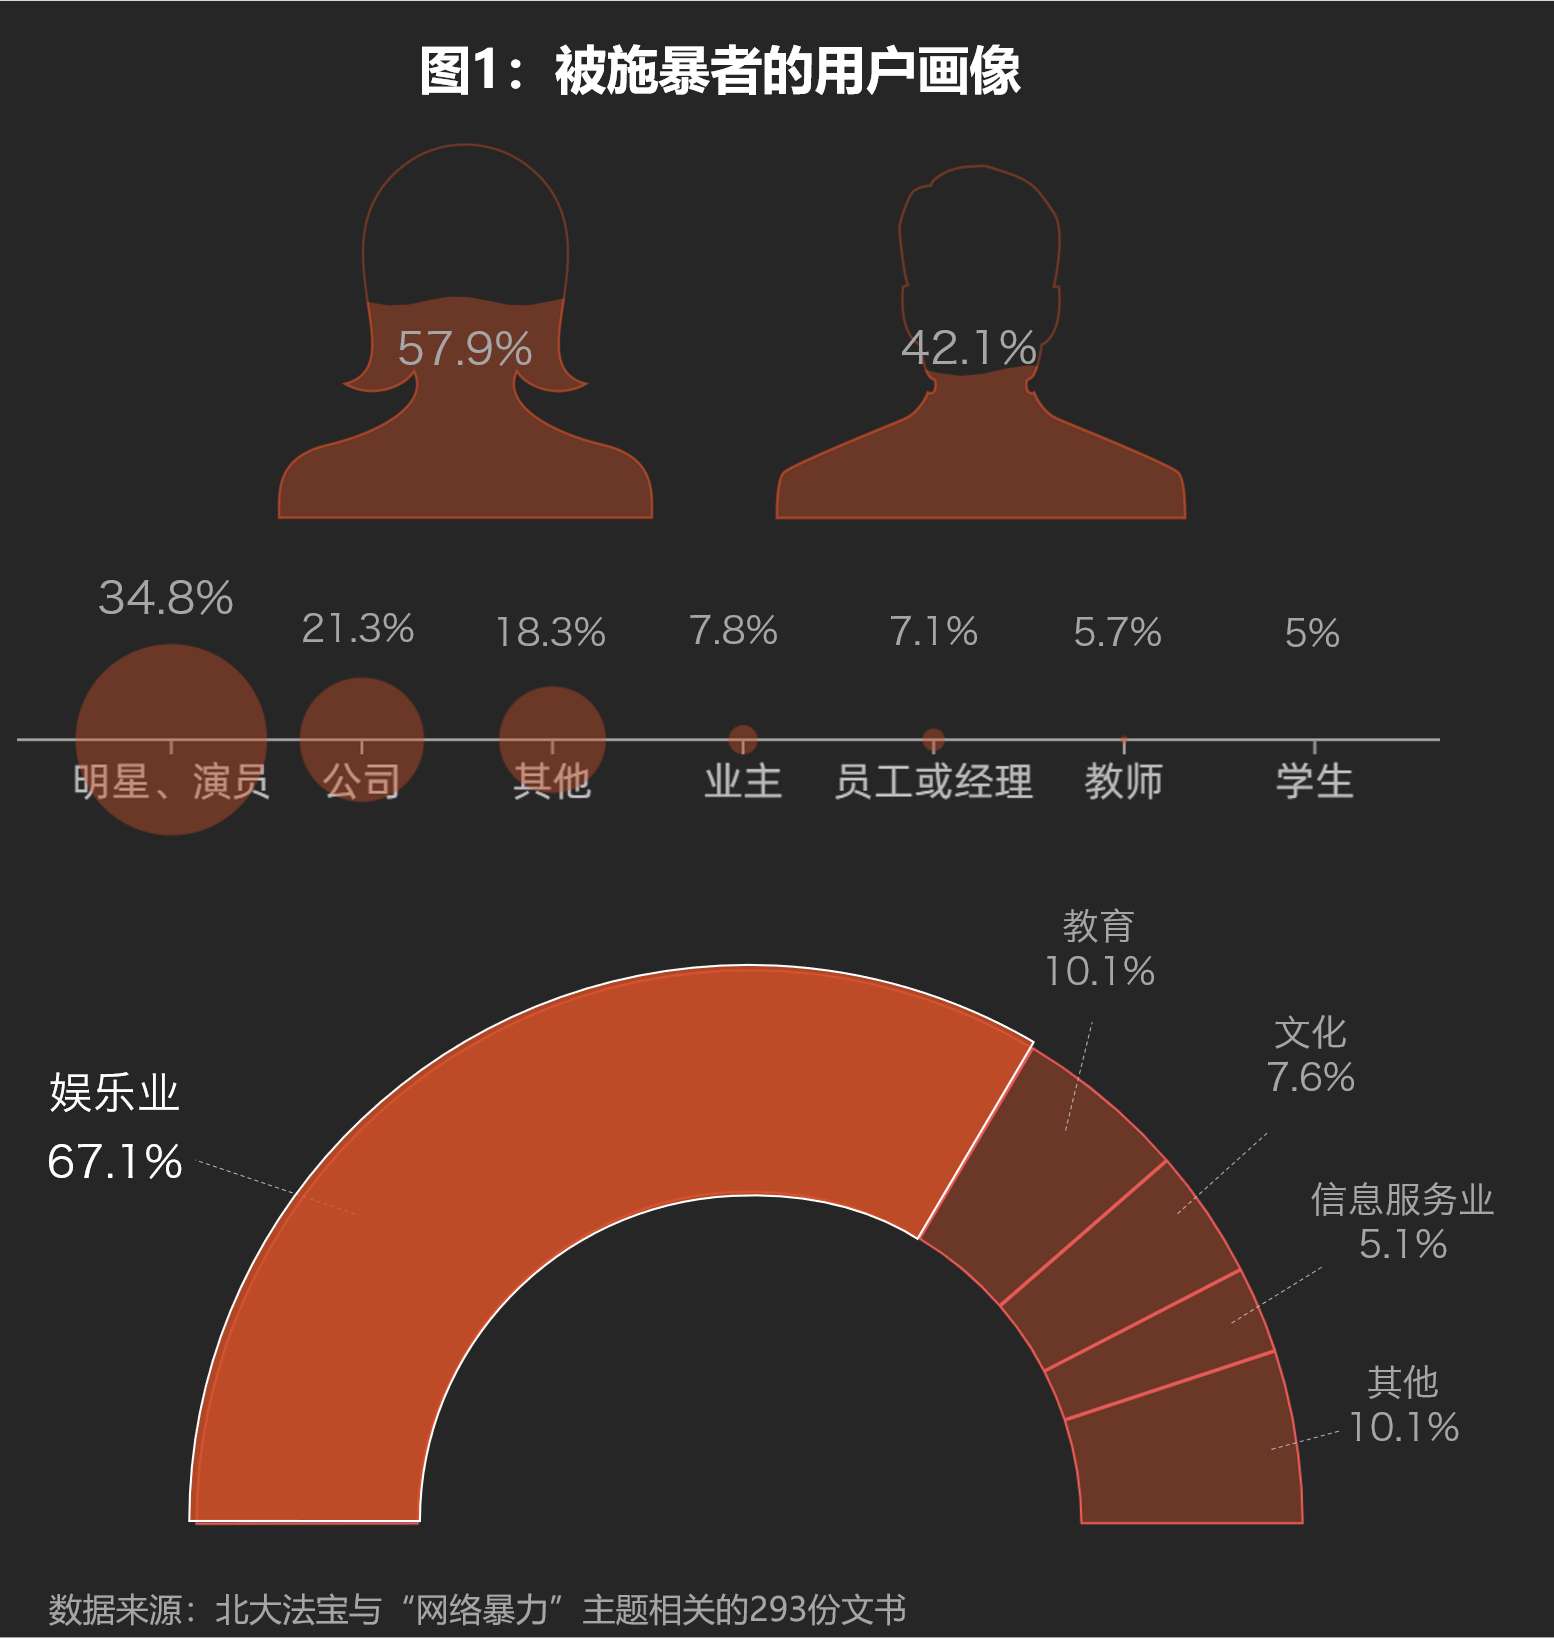 图1：被施暴者的用户画像
57.9%
42.1%
34.8%
21.3%
18.3%
7.8%
7.1%
5.7%
5%
明星、演员
公司
其他
业主
员工或经理
教师
学生
教育
10.1%
文化
7.6%
娱乐业
67.1%
信息服务业
5.1%
其他
10.1%
数据来源：北大法宝与“网络暴力”主题相关的293份文书